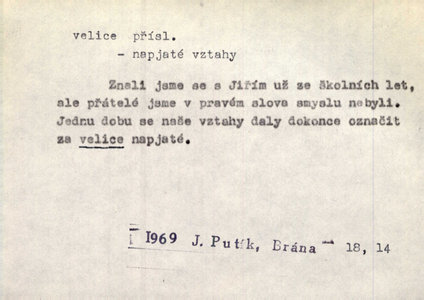 velice přísl.
- napjaté vztahy
Znali jsme se s Jiřím už ze školních let,
ale přátelé jsme v pravém slova smyslu nebyli.
Jednu dobu se naše vztahy daly dokonce označit
za velice napjaté.
1969 J. Putík, Brána 18, 14